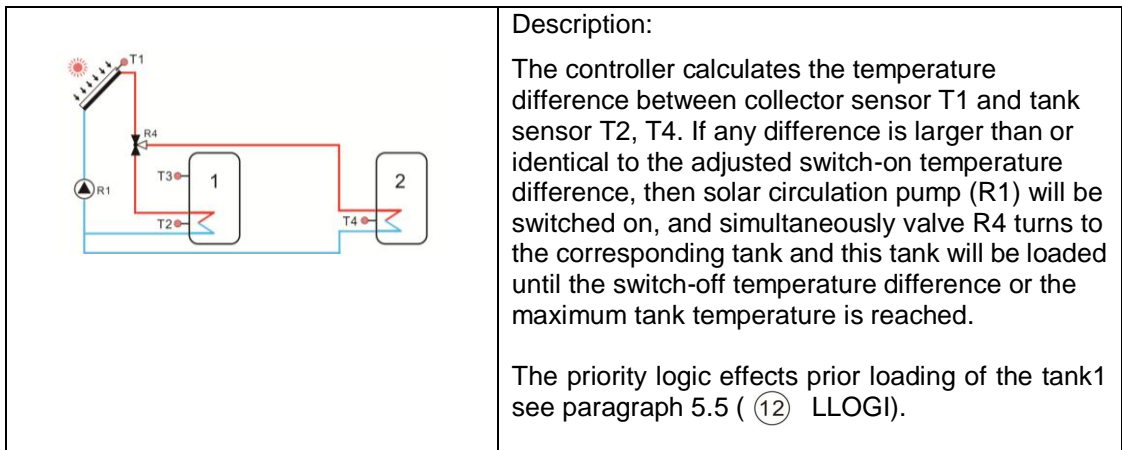 T1
R4
R1
T3
1
T2
2
T4
Description:
The controller calculates the temperature
difference between collector sensor T1 and tank
sensor T2, T4. If any difference is larger than or
identical to the adjusted switch-on temperature
difference, then solar circulation pump (R1) will be
switched on, and simultaneously valve R4 turns to
the corresponding tank and this tank will be loaded
until the switch-off temperature difference or the
maximum tank temperature is reached.
The priority logic effects prior loading of the tank1
see paragraph 5.5 ( ⑫ LLOGI).